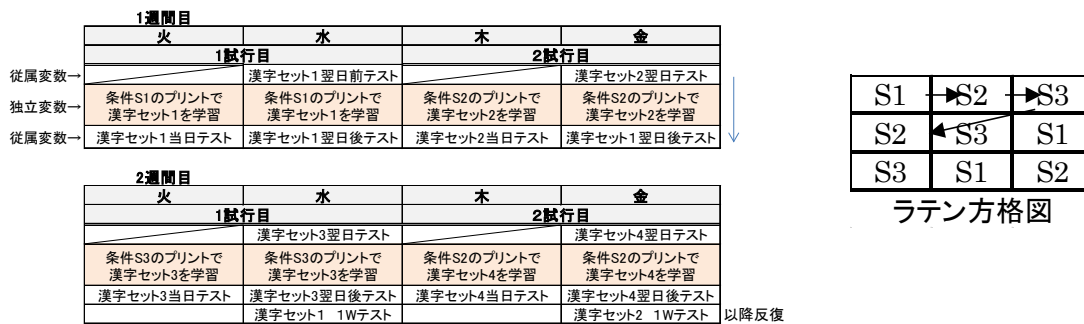 1週間目
火 水 木 金
1試行目 2試行目
従属変数→ 漢字セット1翌日前テスト 漢字セット2翌日テスト
独立変数→ 条件S1のプリントで 条件S1のプリントで 条件S2のプリントで 条件S2のプリントで
漢字セット1を学習 漢字セット1を学習 漢字セット2を学習 漢字セット2を学習
従属変数→ 漢字セット1当日テスト 漢字セット1翌日後テスト 漢字セット2当日テスト 漢字セット1翌日後テスト
2週間目
火 水 木 金
1試行目 2試行目
漢字セット3翌日テスト 漢字セット4翌日テスト
条件S3のプリントで 条件S3のプリントで 条件S2のプリントで 条件S2のプリントで
漢字セット3を学習 漢字セット3を学習 漢字セット4を学習 漢字セット4を学習
漢字セット3当日テスト 漢字セット3翌日後テスト 漢字セット4当日テスト 漢字セット4翌日後テスト
漢字セット1 1Wテスト 漢字セット2 1Wテスト 以降反復
S1 S2 S3
S2 S3 S1
S3 S1 S2
ラテン方格図